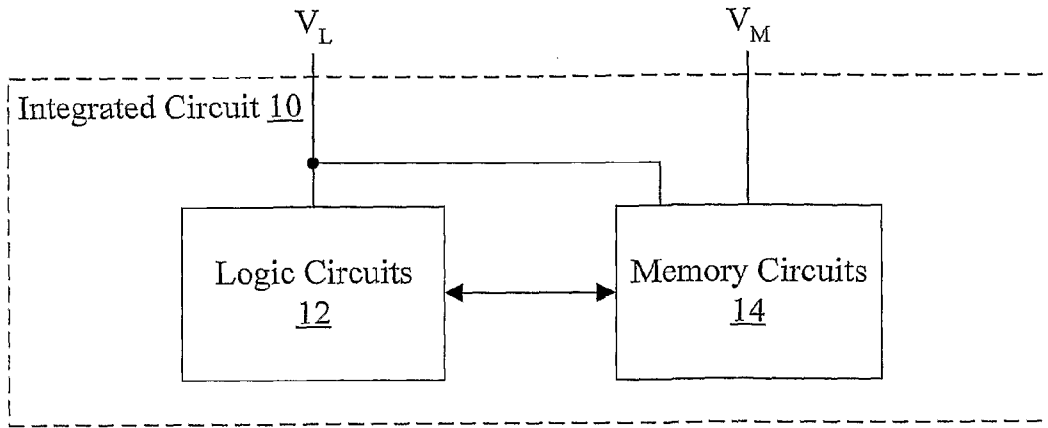 V_L
V_M
Integrated Circuit 10
Logic Circuits
12
Memory Circuits
14